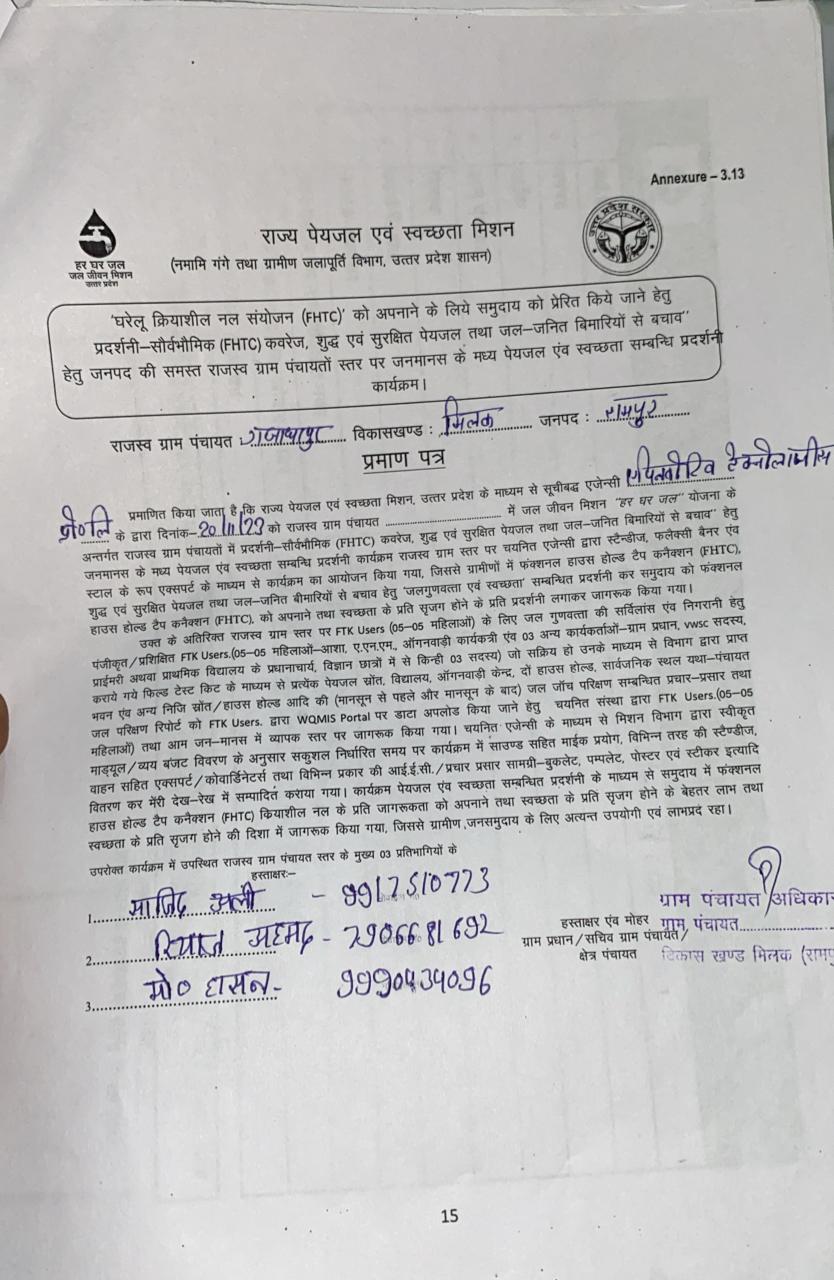 Annexure – 3.13
हर घर जल
जल जीवन मिशन
उत्तर प्रदेश
राज्य पेयजल एवं स्वच्छता मिशन
(नमामि गंगे तथा ग्रामीण जलापूर्ति विभाग, उत्तर प्रदेश शासन)
उत्तर प्रदेश सरकार
'घरेलू क्रियाशील नल संयोजन (FHTC)' को अपनाने के लिये समुदाय को प्रेरित किये जाने हेतु
प्रदर्शनी–सौर्वभौमिक (FHTC) कवरेज, शुद्ध एवं सुरक्षित पेयजल तथा जल–जनित बिमारियों से बचाव"
हेतु जनपद की समस्त राजस्व ग्राम पंचायतों स्तर पर जनमानस के मध्य पेयजल एंव स्वच्छता सम्बन्धि प्रदर्शनी
कार्यक्रम।
राजस्व ग्राम पंचायत विकासखण्ड : मिलक जनपद : रामपुर
प्रमाण पत्र
प्रमाणित किया जाता है कि राज्य पेयजल एवं स्वच्छता मिशन, उत्तर प्रदेश के माध्यम से सूचीबद्ध एजेन्सी
प्रा०लि के द्वारा दिनांक-20/11/23 को राजस्व ग्राम पंचायत .......... में जल जीवन मिशन "हर घर जल" योजना के
अन्तर्गत राजस्व ग्राम पंचायतों में प्रदर्शनी–सौर्वभौमिक (FHTC) कवरेज, शुद्ध एवं सुरक्षित पेयजल तथा जल–जनित बिमारियों से बचाव" हेतु
जनमानस के मध्य पेयजल एंव स्वच्छता सम्बन्धि प्रदर्शनी कार्यक्रम राजस्व ग्राम स्तर पर चयनित एजेन्सी द्वारा स्टैन्डीज, फलैक्सी बैनर एंव
स्टाल के रूप एक्सपर्ट के माध्यम से कार्यक्रम का आयोजन किया गया, जिससे ग्रामीणों में फंक्शनल हाउस होल्ड टैप कनैक्शन (FHTC),
शुद्ध एवं सुरक्षित पेयजल तथा जल–जनित बीमारियों से बचाव हेतु 'जलगुणवत्ता एवं स्वच्छता' सम्बन्धित प्रदर्शनी कर समुदाय को फंक्शनल
हाउस होल्ड टैप कनैक्शन (FHTC), को अपनाने तथा स्वच्छता के प्रति सृजग होने के प्रति प्रदर्शनी लगाकर जागरूक किया गया।
उक्त के अतिरिक्त राजस्व ग्राम स्तर पर FTK Users (05–05 महिलाओं) के लिए जल गुणवत्ता की सर्विलांस एंव निगरानी हेतु
पंजीकृत/प्रशिक्षित FTK Users.(05–05 महिलाओं–आशा, ए.एन.एम., ऑगनवाड़ी कार्यकत्री एंव 03 अन्य कार्यकर्ताओं–ग्राम प्रधान, vwsc सदस्य,
प्राईमरी अथवा प्राथमिक विद्यालय के प्रधानाचार्य, विज्ञान छात्रों में से किन्ही 03 सदस्य) जो सक्रिय हो उनके माध्यम से विभाग द्वारा प्राप्त
कराये गये फिल्ड टेस्ट किट के माध्यम से प्रत्येंक पेयजल स्रोंत, विद्यालय, ऑगनवाड़ी केन्द्र, दों हाउस होल्ड, सार्वजनिक स्थल यथा–पंचायत
भवन एंव अन्य निजि स्रोंत/हाउस होल्ड आदि की (मानसून से पहले और मानसून के बाद) जल जॉच परिक्षण सम्बन्धित प्रचार–प्रसार तथा
जल परिक्षण रिपोर्ट को FTK Users. द्वारा WQMIS Portal पर डाटा अपलोड किया जाने हेतु चयनित संस्था द्वारा FTK Users.(05–05
महिलाओं) तथा आम जन–मानस में व्यापक स्तर पर जागरूक किया गया। चयनित एजेन्सी के माध्यम से मिशन विभाग द्वारा स्वीकृत
माड्यूल/व्यय बंजट विवरण के अनुसार सकुशल निर्धारित समय पर कार्यक्रम में साउण्ड सहित माईक प्रयोग, विभिन्न तरह की स्टैण्डीज,
वाहन सहित एक्सपर्ट/कोवार्डिनेटर्स तथा विभिन्न प्रकार की आई.ई.सी./प्रचार प्रसार सामग्री–बुकलेट, पम्पलेट, पोस्टर एवं स्टीकर इत्यादि
वितरण कर मेंरी देख–रेख में सम्पादित कराया गया। कार्यक्रम पेयजल एंव स्वच्छता सम्बन्धित प्रदर्शनी के माध्यम से समुदाय में फंक्शनल
हाउस होल्ड टैप कनैक्शन (FHTC) क्रियाशील नल के प्रति जागरूकता को अपनाने तथा स्वच्छता के प्रति सृजग होने के बेहतर लाभ तथा
स्वच्छता के प्रति सृजग होने की दिशा में जागरूक किया गया, जिससे ग्रामीण जनसमुदाय के लिए अत्यन्त उपयोगी एवं लाभप्रदे रहा।
उपरोक्त कार्यक्रम में उपस्थित राजस्व ग्राम पंचायत स्तर के मुख्य 03 प्रतिभागियों के
हस्ताक्षरः–
1. माजिद अली - 9917510773
2. रियाज अहमद - 7906681692
3. मो० हासन - 9990434096
ग्राम पंचायत अधिकार
हस्ताक्षर एंव मोहर ग्राम पंचायत..........
ग्राम प्रधान/सचिव ग्राम पंचायत/
क्षेत्र पंचायत विकास खण्ड मिलक (रामपु
15